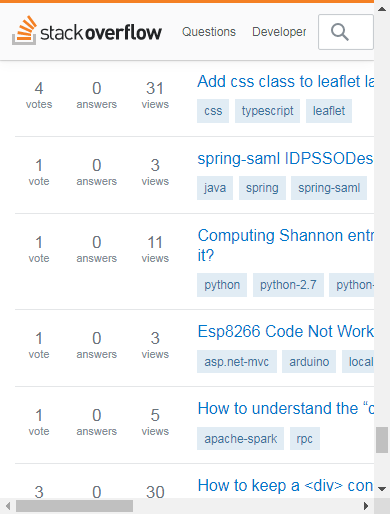 stackoverflow Questions Developer
4 0 31 Add css class to leaflet
votes answers views css typescript leaflet
1 0 3 spring-saml
vote answers views java spring spring-saml
1 0 11 Computing Shannon
it?
vote answers views python python-2.7 python-
1 0 3 Esp8266 Code Not Work
vote answers views asp.net-mvc arduino local
1 0 5 How to understand the
vote answers views apache-spark rpc
3 0 30 How to keep a <div>